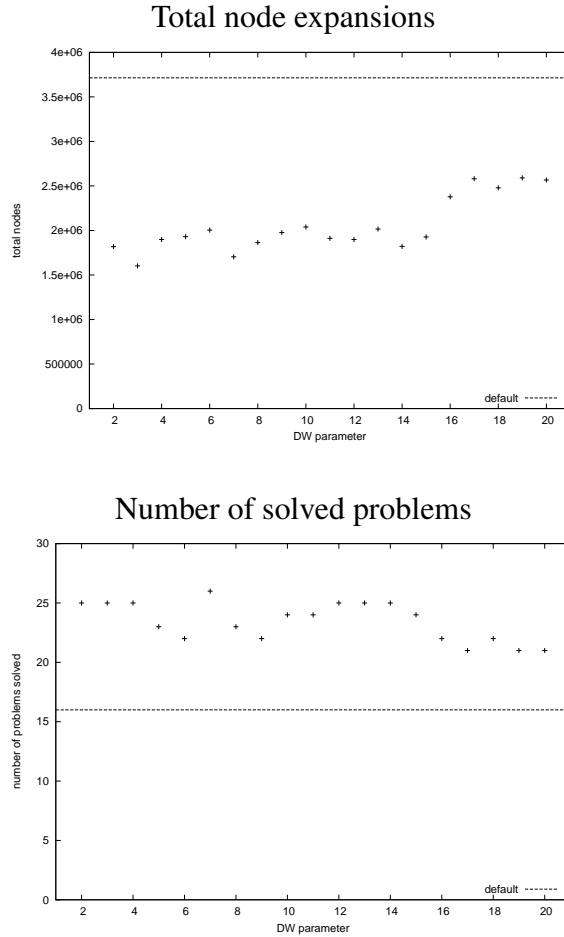 Total node expansions
4e+06
3.5e+06
3e+06
2.5e+06
2e+06
1.5e+06
1e+06
500000
0
total nodes
default
2 4 6 8 10 12 14 16 18 20
DW parameter
Number of solved problems
30
25
20
15
10
5
0
number of problems solved
default
2 4 6 8 10 12 14 16 18 20
DW parameter